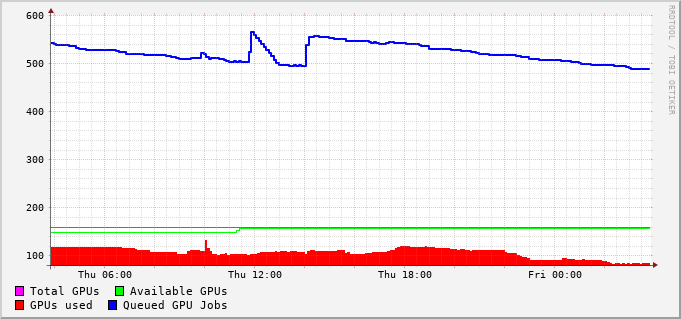 600
500
400
300
200
100
Thu 06:00 Thu 12:00 Thu 18:00 Fri 00:00
Total GPUs Available GPUs
GPUs used Queued GPU Jobs
RRDTOOL / TOBI OETIKER